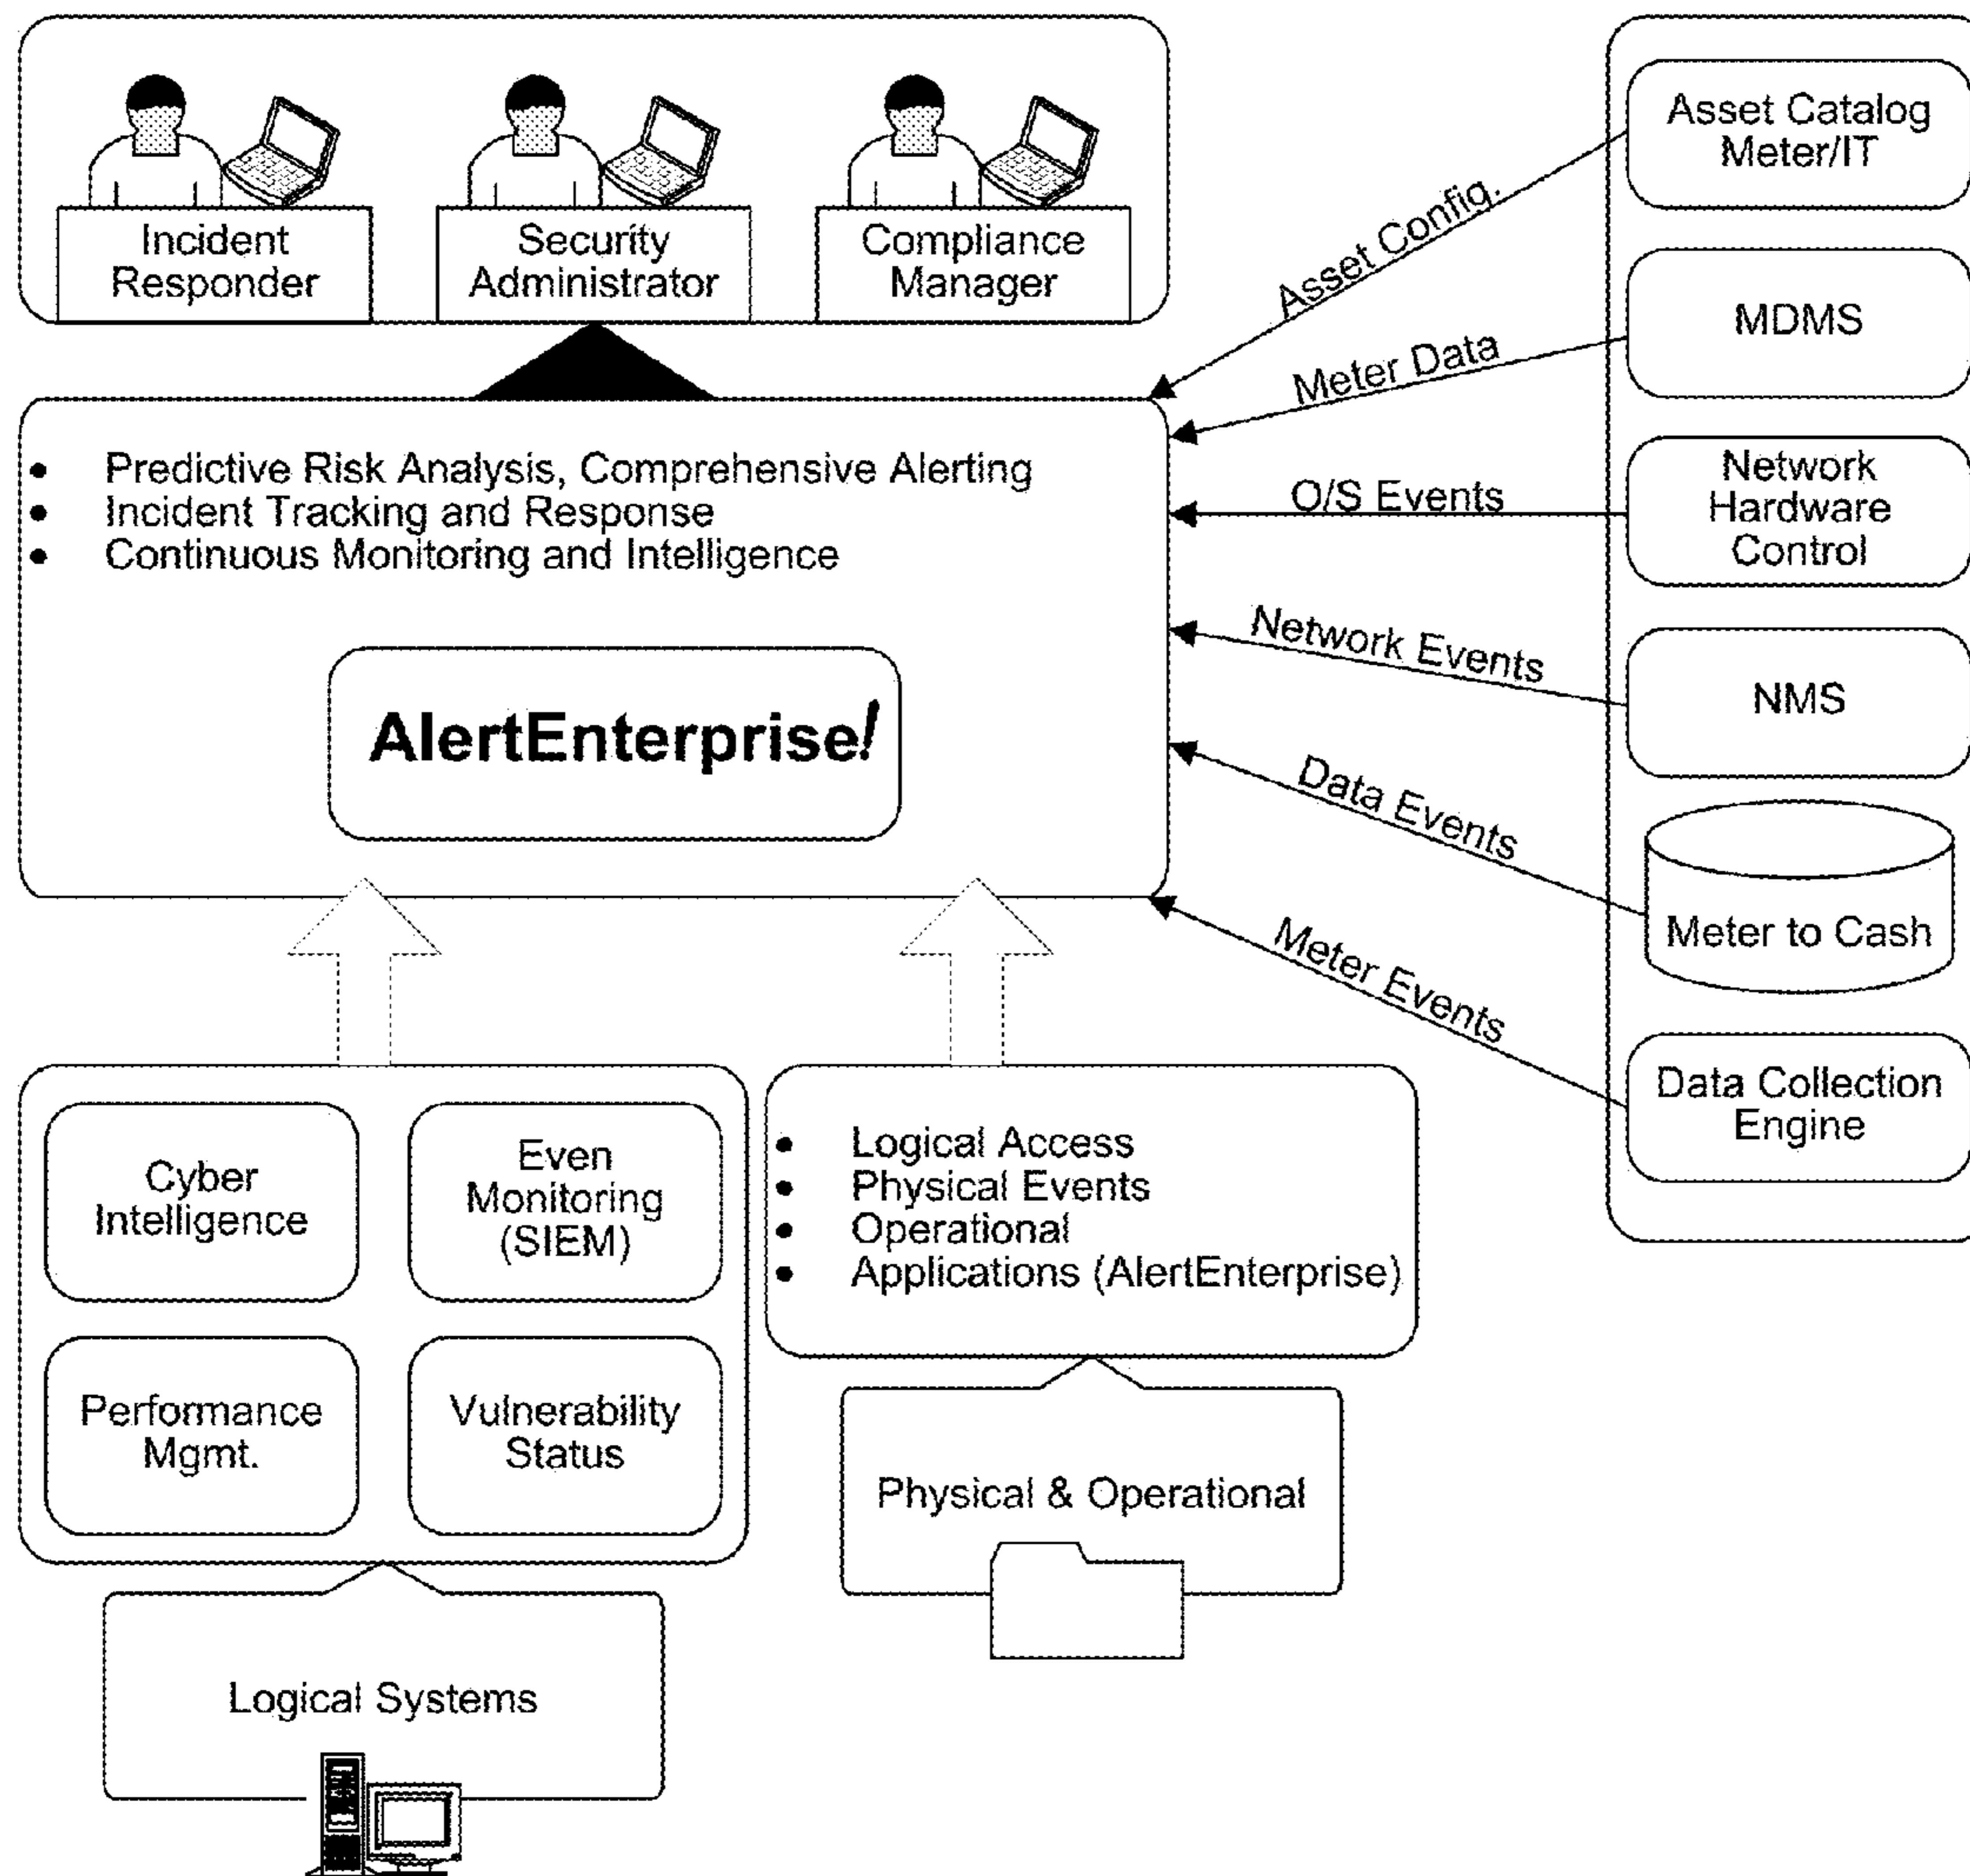 Incident
Responder
Security
Administrator
Compliance
Manager
• Predictive Risk Analysis, Comprehensive Alerting
• Incident Tracking and Response
• Continuous Monitoring and Intelligence
AlertEnterprise!
Asset Config.
Meter Data
O/S Events
Network Events
Data Events
Meter Events
Asset Catalog
Meter/IT
MDMS
Network
Hardware
Control
NMS
Meter to Cash
Data Collection
Engine
Cyber
Intelligence
Even
Monitoring
(SIEM)
Performance
Mgmt.
Vulnerability
Status
• Logical Access
• Physical Events
• Operational
• Applications (AlertEnterprise)
Physical & Operational
Logical Systems